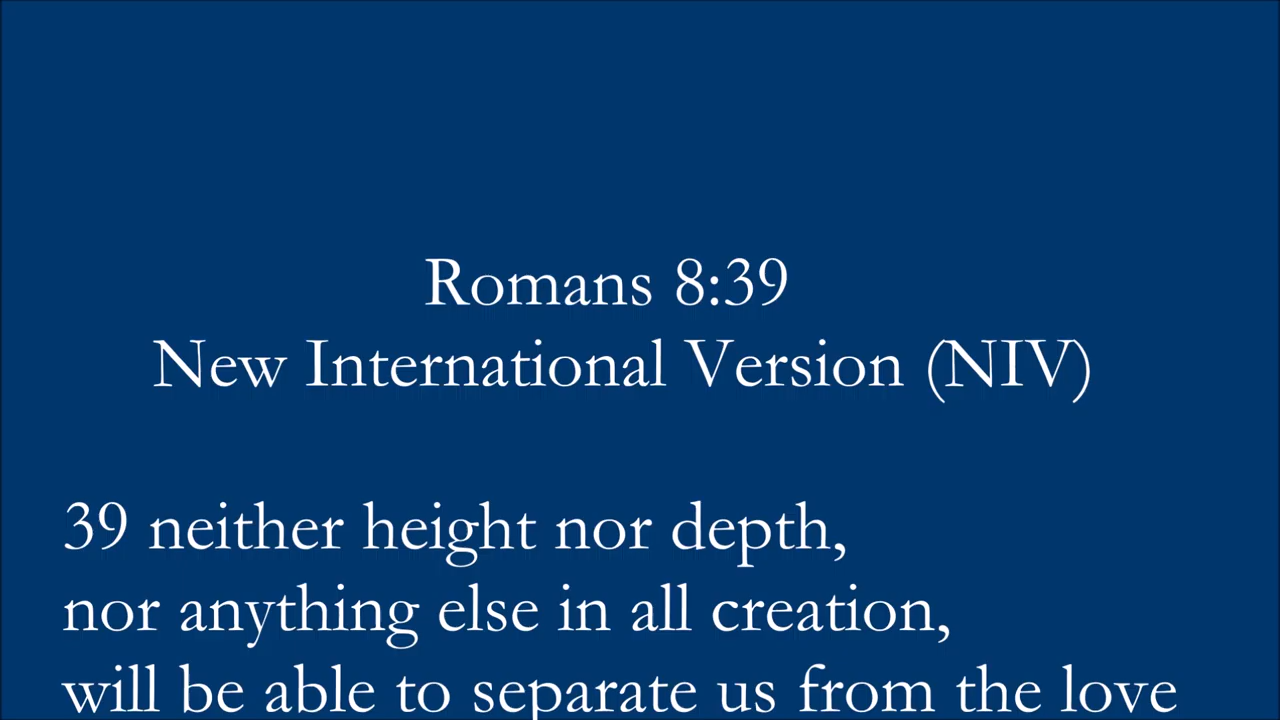 Romans 8:39
New International Version (NIV)
39 neither height nor depth,
nor anything else in all creation,
will be able to separate us from the love